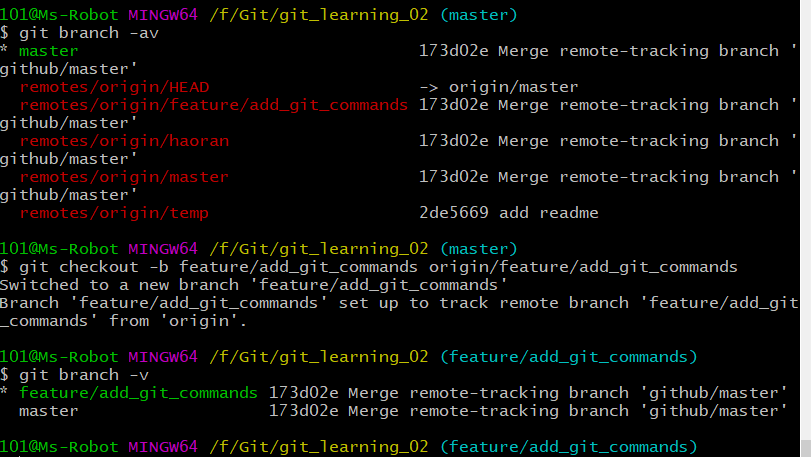 101@Ms-Robot MINGW64 /f/Git/git_learning_02 (master)
$ git branch -av
* master                                  173d02e Merge remote-tracking branch '
github/master'
  remotes/origin/HEAD                     -> origin/master
  remotes/origin/feature/add_git_commands 173d02e Merge remote-tracking branch '
github/master'
  remotes/origin/haoran                   173d02e Merge remote-tracking branch '
github/master'
  remotes/origin/master                   173d02e Merge remote-tracking branch '
github/master'
  remotes/origin/temp                     2de5669 add readme
101@Ms-Robot MINGW64 /f/Git/git_learning_02 (master)
$ git checkout -b feature/add_git_commands origin/feature/add_git_commands
Switched to a new branch 'feature/add_git_commands'
Branch 'feature/add_git_commands' set up to track remote branch 'feature/add_git
_commands' from 'origin'.
101@Ms-Robot MINGW64 /f/Git/git_learning_02 (feature/add_git_commands)
$ git branch -v
* feature/add_git_commands 173d02e Merge remote-tracking branch 'github/master'
  master                   173d02e Merge remote-tracking branch 'github/master'
101@Ms-Robot MINGW64 /f/Git/git_learning_02 (feature/add_git_commands)